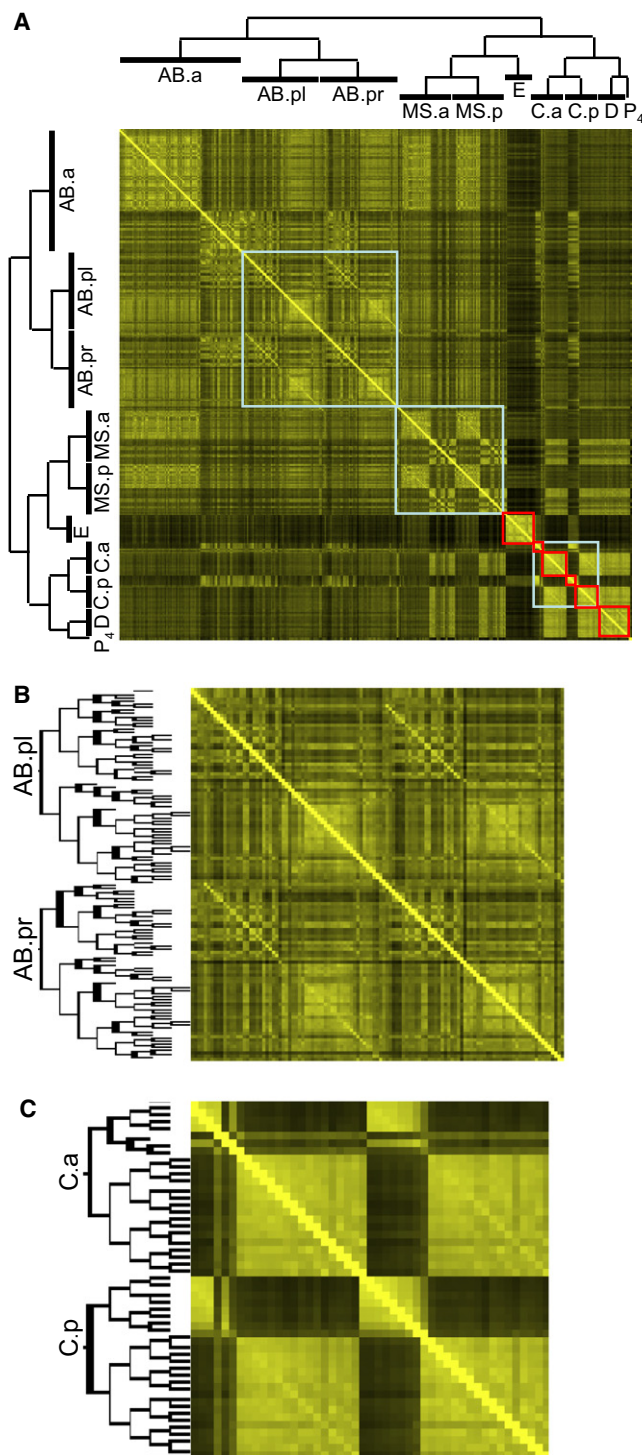 A
AB.a
AB.pl AB.pr
MS.a MS.p
E
C.a C.p D P4
AB.a
AB.pl
AB.pr
MS.a
MS.p
E
C.a
C.p
D
P4
B
AB.pl
AB.pr
C
C.a
C.p